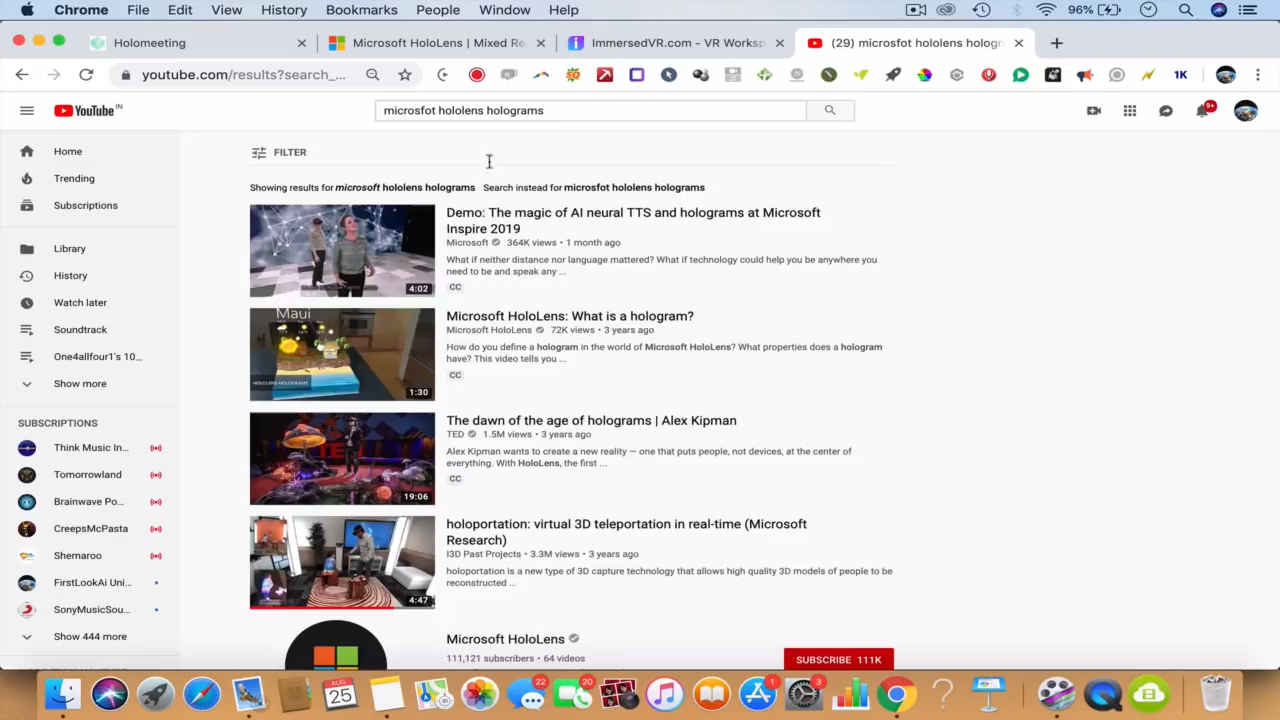 Chrome File Edit View History Bookmarks People Window Help 96%
Holomeeting Microsoft HoloLens | Mixed Re ImmersedVR.com - VR Worksp (29) microsfot hololens hologr
youtube.com/results?search_... 1K
YouTube IN microsfot hololens holograms 9+
Home
Trending
Subscriptions
Library
History
Watch later
Soundtrack
One4allfour1's 10...
Show more
SUBSCRIPTIONS
Think Music In...
Tomorrowland
Brainwave Po...
CreepsMcPasta
Shemaroo
FirstLookAi Uni...
SonyMusicSou...
Show 444 more
FILTER
Showing results for microsoft hololens holograms Search instead for microsfot hololens holograms
Demo: The magic of AI neural TTS and holograms at Microsoft
Inspire 2019
Microsoft 364K views • 1 month ago
What if neither distance nor language mattered? What if technology could help you be anywhere you
need to be and speak any ...
CC
4:02
Microsoft HoloLens: What is a hologram?
Microsoft HoloLens 72K views • 3 years ago
How do you define a hologram in the world of Microsoft HoloLens? What properties does a hologram
have? This video tells you ...
CC
Maui
HOLOLENS HOLOGRAMS
1:30
The dawn of the age of holograms | Alex Kipman
TED 1.5M views • 3 years ago
Alex Kipman wants to create a new reality — one that puts people, not devices, at the center of
everything. With HoloLens, the first ...
CC
19:06
holoportation: virtual 3D teleportation in real-time (Microsoft
Research)
I3D Past Projects • 3.3M views • 3 years ago
holoportation is a new type of 3D capture technology that allows high quality 3D models of people to be
reconstructed ...
4:47
Microsoft HoloLens
111,121 subscribers • 64 videos
SUBSCRIBE 111K
AUG
25
22
20
1
3